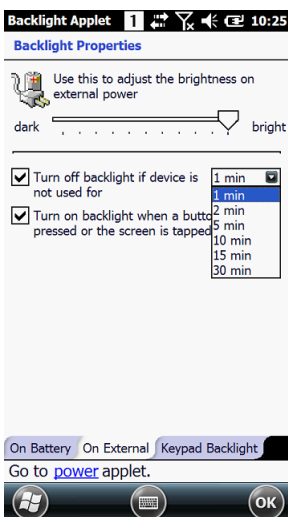 Backlight Applet 1 10:25
Backlight Properties
Use this to adjust the brightness on
external power
dark bright
Turn off backlight if device is 1 min
not used for
1 min
Turn on backlight when a butto 2 min
pressed or the screen is tapped 5 min
10 min
15 min
30 min
On Battery On External Keypad Backlight
Go to power applet.
OK